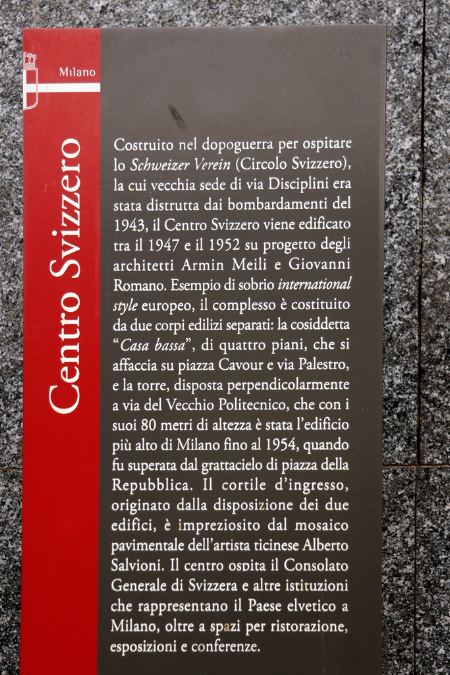 Milano
Centro Svizzero
Costruito nel dopoguerra per ospitare
lo Schweizer Verein (Circolo Svizzero),
la cui vecchia sede di via Disciplini era
stata distrutta dai bombardamenti del
1943, il Centro Svizzero viene edificato
tra il 1947 e il 1952 su progetto degli
architetti Armin Meili e Giovanni
Romano. Esempio di sobrio international
style europeo, il complesso è costituito
da due corpi edilizi separati: la cosiddetta
“Casa bassa”, di quattro piani, che si
affaccia su piazza Cavour e via Palestro,
e la torre, disposta perpendicolarmente
a via del Vecchio Politecnico, che con i
suoi 80 metri di altezza è stata l’edificio
più alto di Milano fino al 1954, quando
fu superata dal grattacielo di piazza della
Repubblica. Il cortile d’ingresso,
originato dalla disposizione dei due
edifici, è impreziosito dal mosaico
pavimentale dell’artista ticinese Alberto
Salvioni. Il centro ospita il Consolato
Generale di Svizzera e altre istituzioni
che rappresentano il Paese elvetico a
Milano, oltre a spazi per ristorazione,
esposizioni e conferenze.